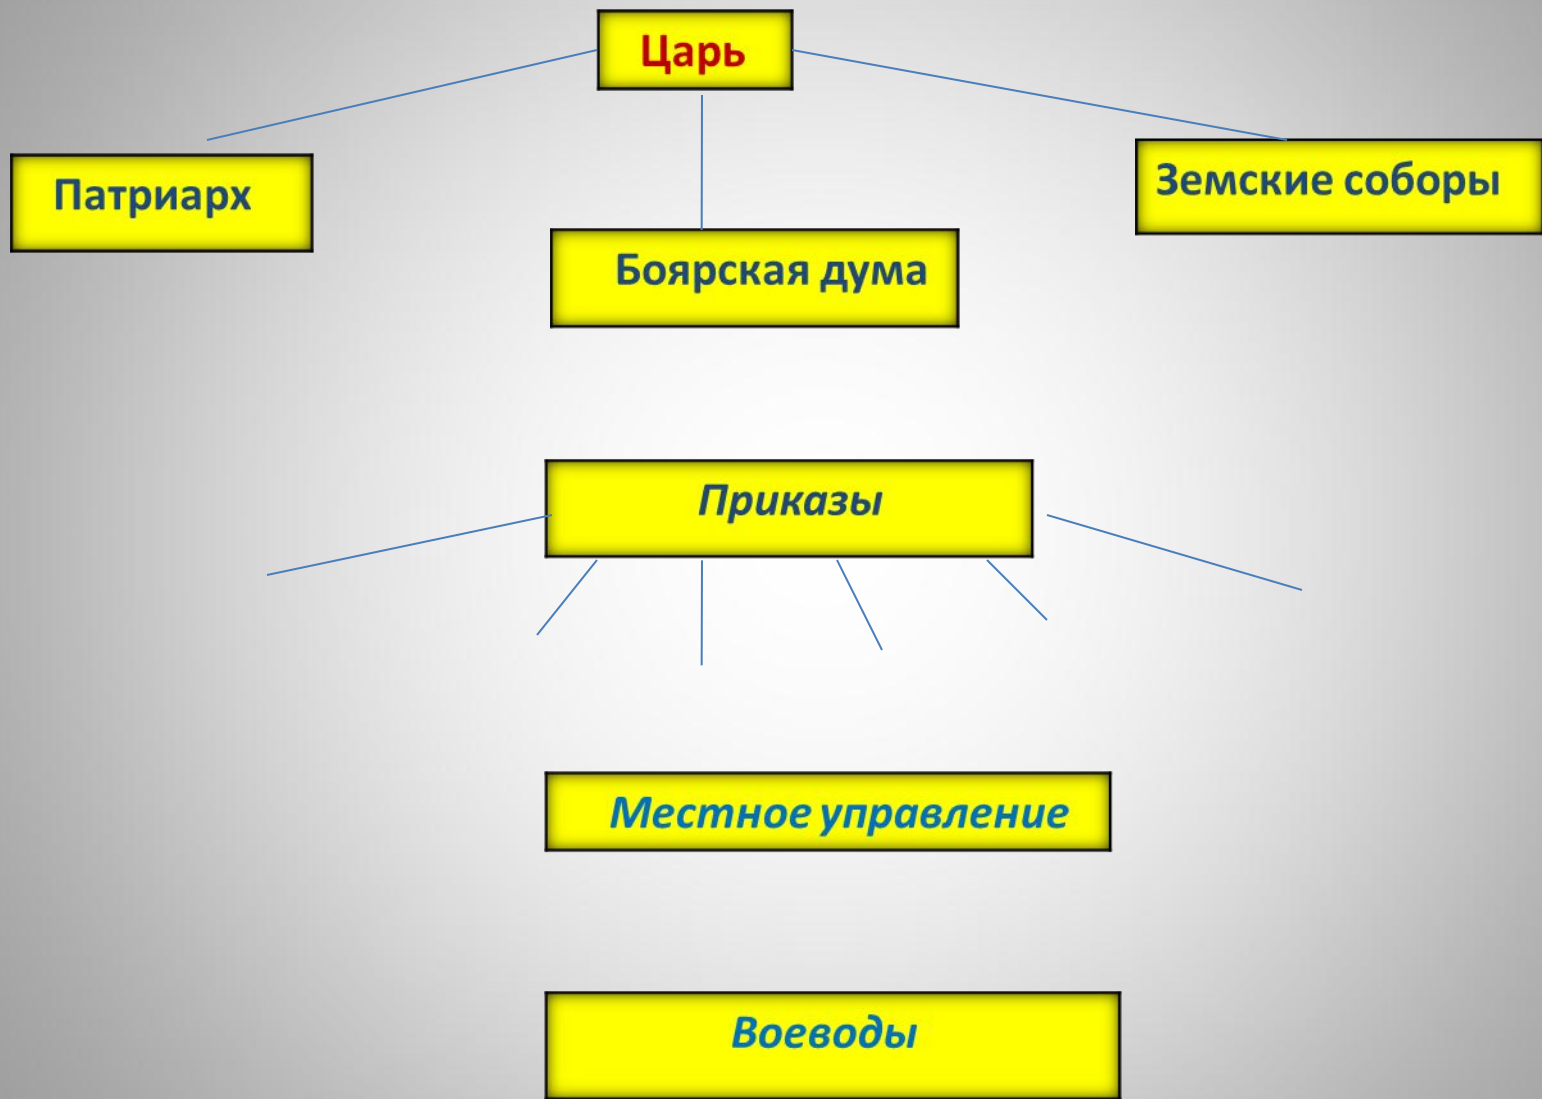 Царь
Патриарх
Земские соборы
Боярская дума
Приказы
Местное управление
Воеводы